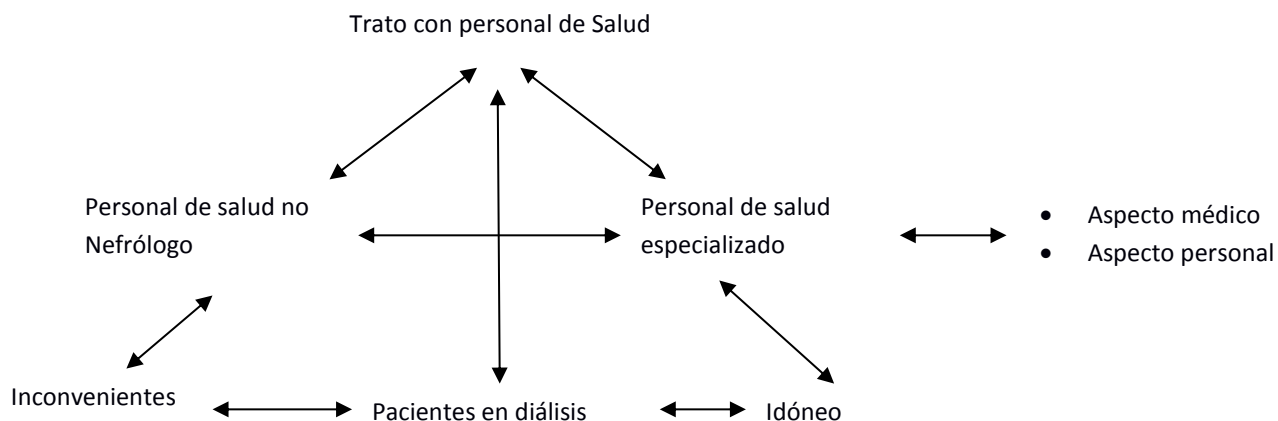 Trato con personal de Salud
Personal de salud no
Nefrólogo
Personal de salud
especializado
• Aspecto médico
• Aspecto personal
Inconvenientes
Pacientes en diálisis
Idóneo